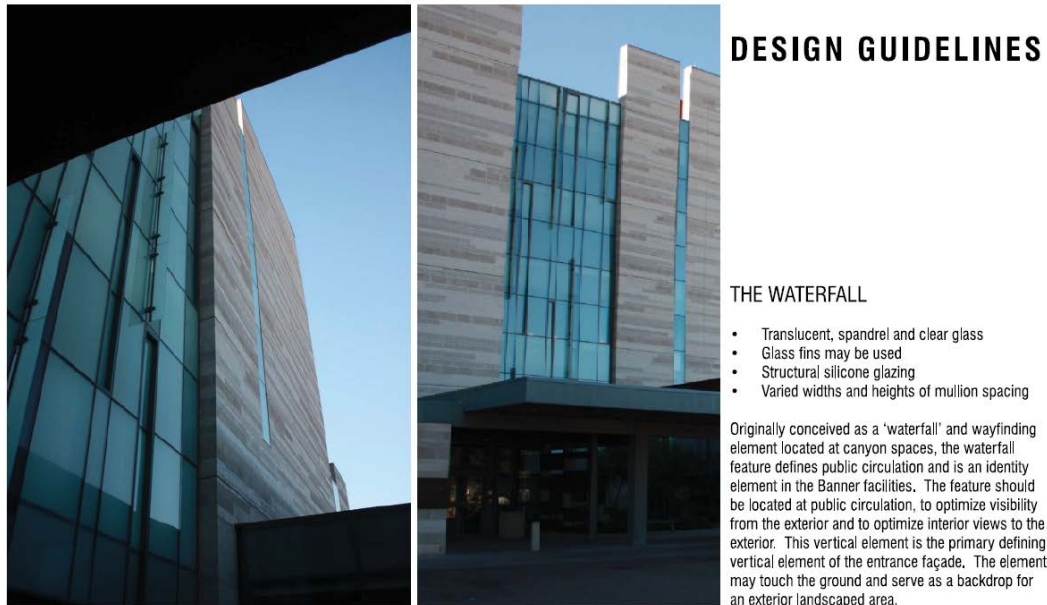 DESIGN GUIDELINES
THE WATERFALL
• Translucent, spandrel and clear glass
• Glass fins may be used
• Structural silicone glazing
• Varied widths and heights of mullion spacing
Originally conceived as a ‘waterfall’ and wayfinding
element located at canyon spaces, the waterfall
feature defines public circulation and is an identity
element in the Banner facilities. The feature should
be located at public circulation, to optimize visibility
from the exterior and to optimize interior views to the
exterior. This vertical element is the primary defining
vertical element of the entrance façade. The element
may touch the ground and serve as a backdrop for
an exterior landscaped area.